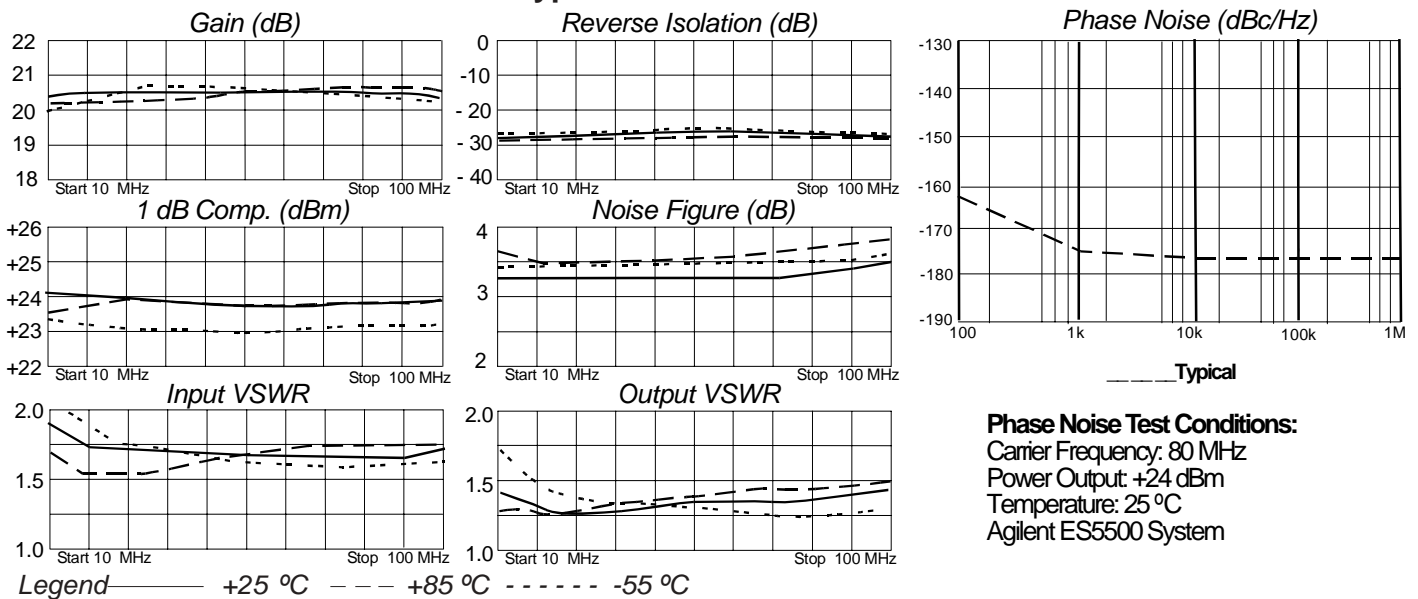 Gain (dB)
22
21
20
19
18
Start 10 MHz
Stop 100 MHz
Reverse Isolation (dB)
0
-10
- 20
- 30
- 40
Start 10 MHz
Stop 100 MHz
Phase Noise (dBc/Hz)
-130
-140
-150
-160
-170
-180
-190
100
1k
10k
100k
1M
1 dB Comp. (dBm)
+26
+25
+24
+23
+22
Start 10 MHz
Stop 100 MHz
Noise Figure (dB)
4
3
2
Start 10 MHz
Stop 100 MHz
Typical
Input VSWR
2.0
1.5
1.0
Start 10 MHz
Stop 100 MHz
Output VSWR
2.0
1.5
1.0
Start 10 MHz
Stop 100 MHz
Phase Noise Test Conditions:
Carrier Frequency: 80 MHz
Power Output: +24 dBm
Temperature: 25 ºC
Agilent ES5500 System
Legend +25 ºC +85 ºC -55 ºC